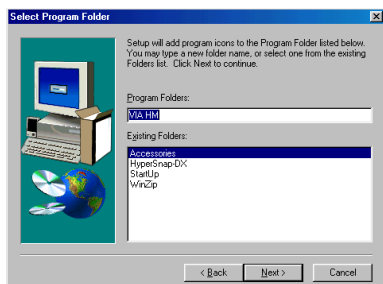 Select Program Folder
Setup will add program icons to the Program Folder listed below.
You may type a new folder name, or select one from the existing
Folders list. Click Next to continue.
Program Folders:
VIA HM
Existing Folders:
Accessories
HyperSnap-DX
StartUp
WinZip
< Back
Next >
Cancel